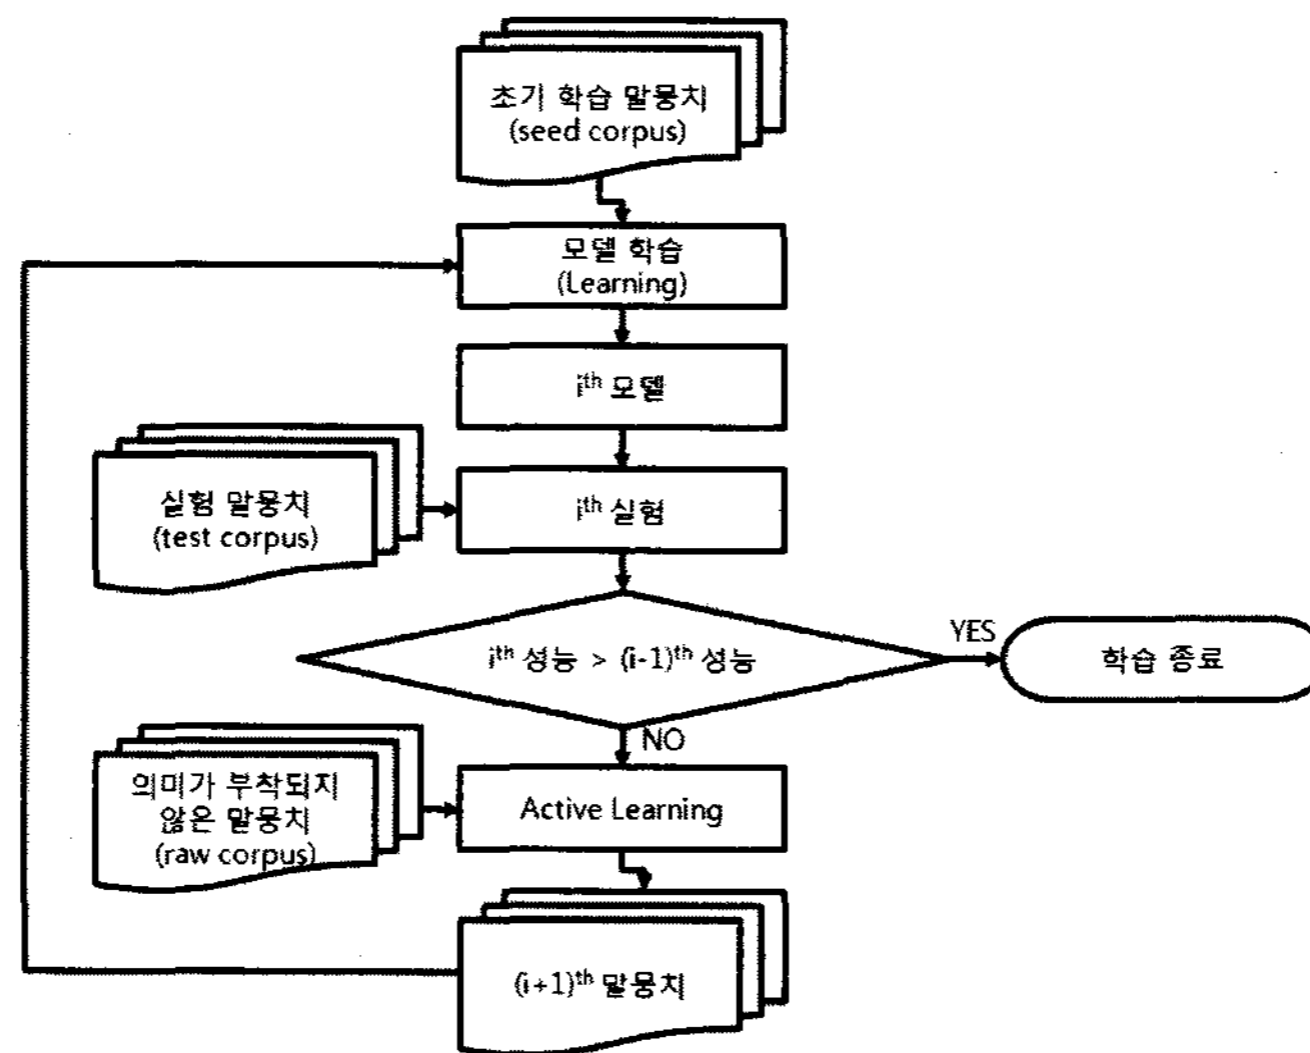 초기 학습 말뭉치
(seed corpus)
모델 학습
(Learning)
iᵗʰ 모델
실험 말뭉치
(test corpus)
iᵗʰ 실험
iᵗʰ 성능 > (i-1)ᵗʰ 성능
YES
학습 종료
NO
의미가 부착되지
않은 말뭉치
(raw corpus)
Active Learning
(i+1)ᵗʰ 말뭉치